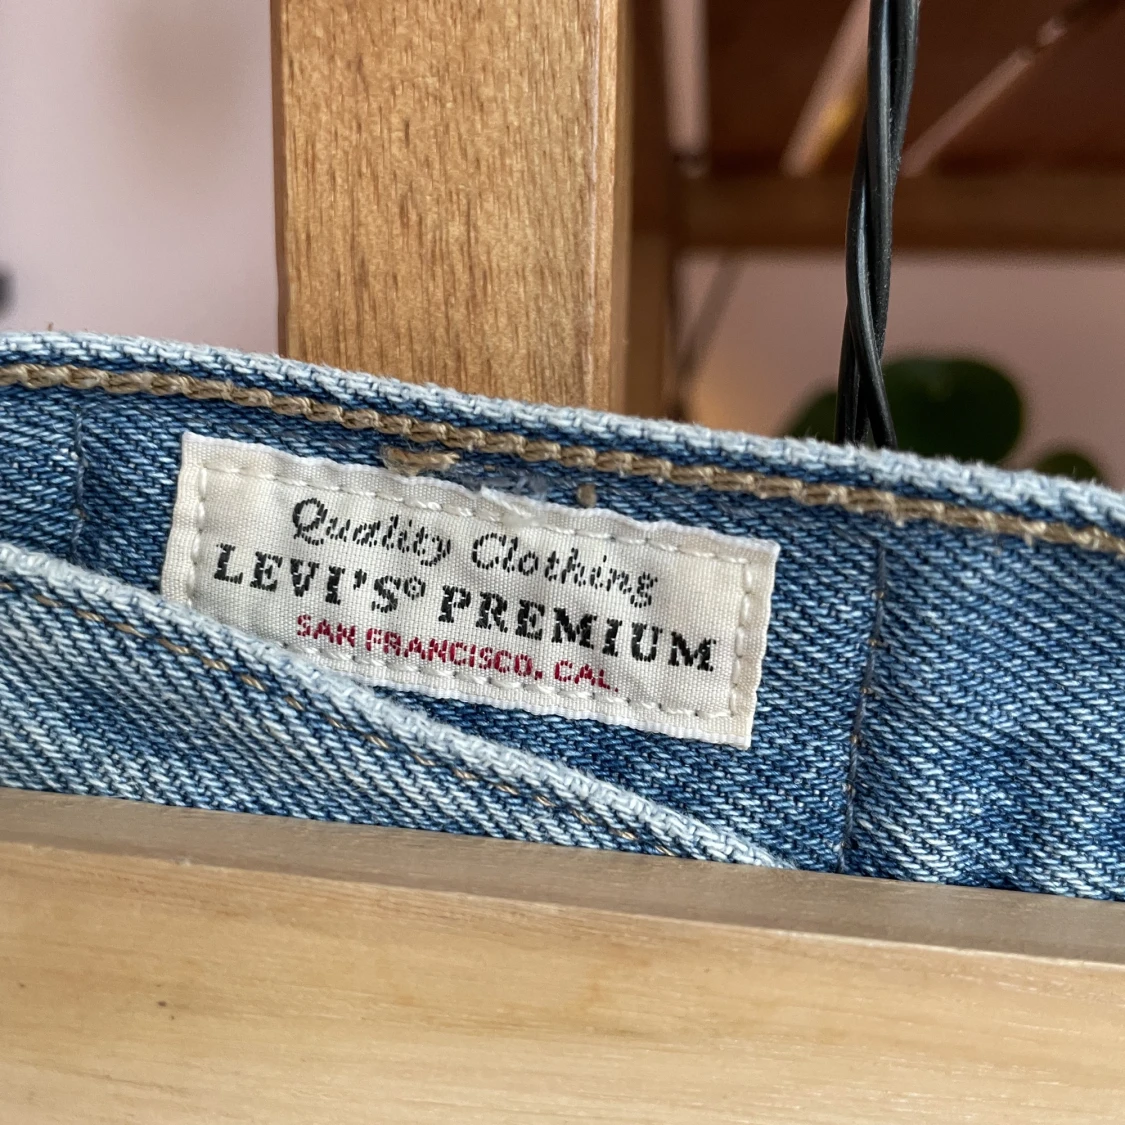 Quality Clothing
LEVI'S® PREMIUM
SAN FRANCISCO, CAL.